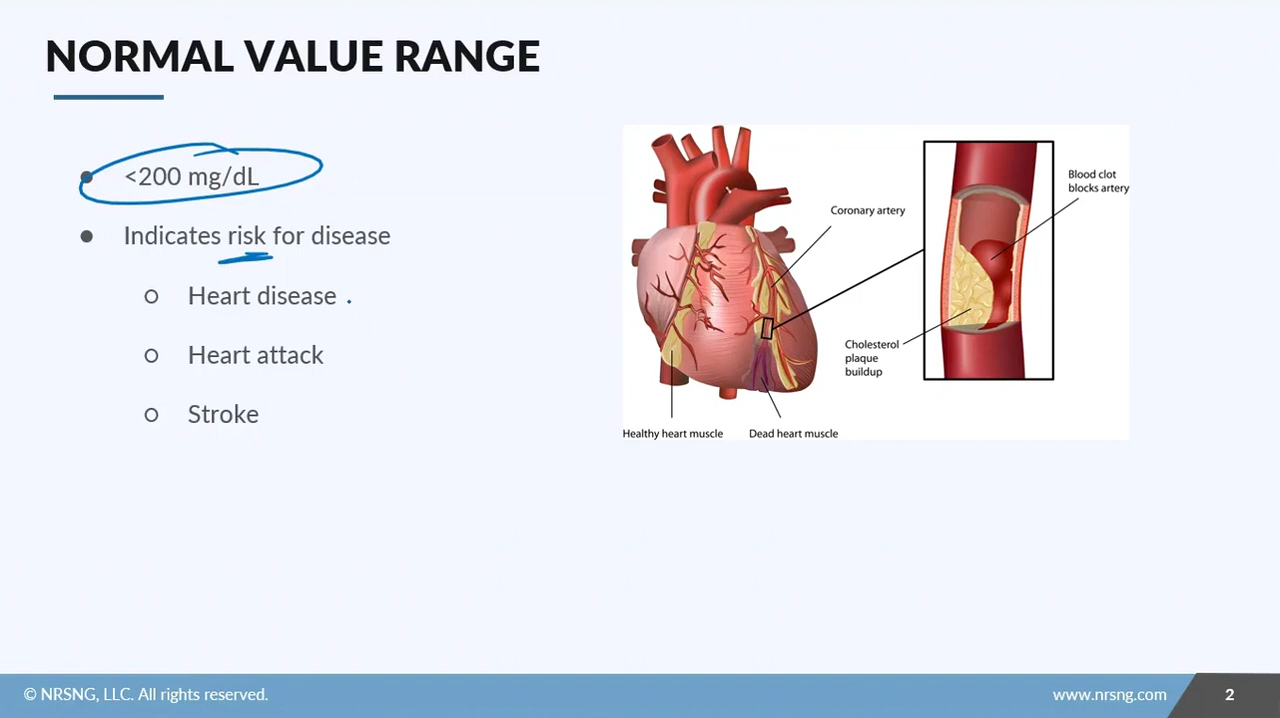 NORMAL VALUE RANGE
<200 mg/dL
Indicates risk for disease
Heart disease
Heart attack
Stroke
Coronary artery
Blood clot
blocks artery
Cholesterol
plaque
buildup
Healthy heart muscle
Dead heart muscle
© NRSNG, LLC. All rights reserved.
www.nrsng.com
2